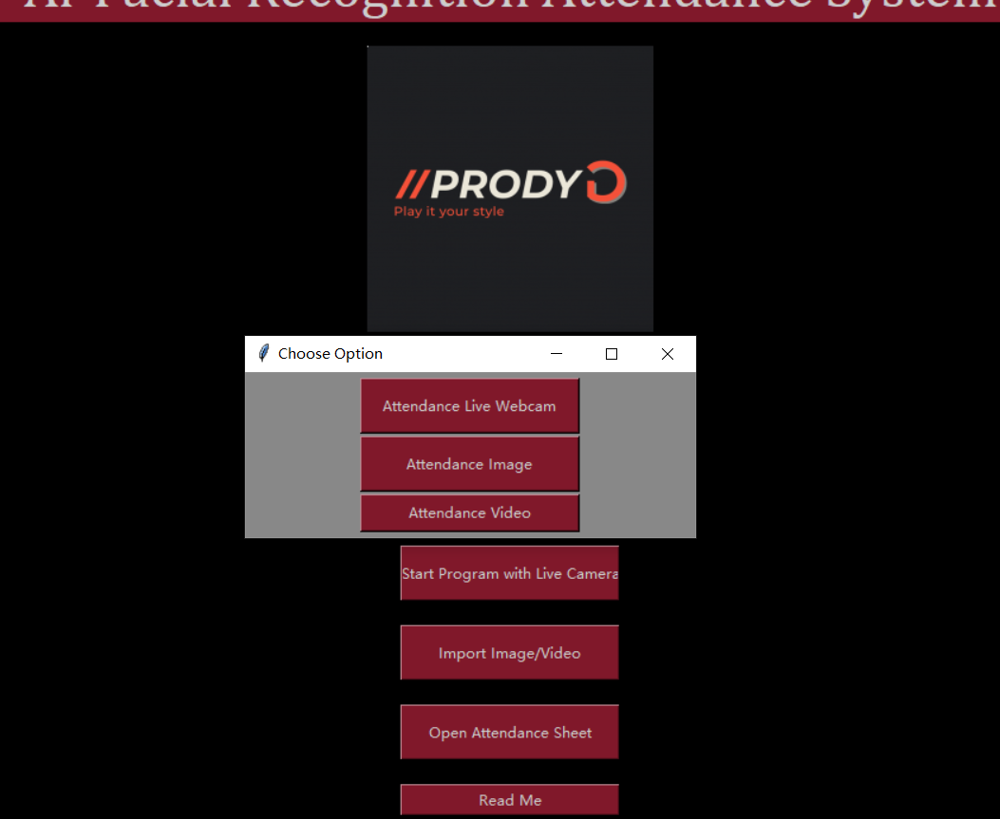 AI Facial Recognition Attendance System
//PRODY
Play it your style
Choose Option
Attendance Live Webcam
Attendance Image
Attendance Video
Start Program with Live Camera
Import Image/Video
Open Attendance Sheet
Read Me